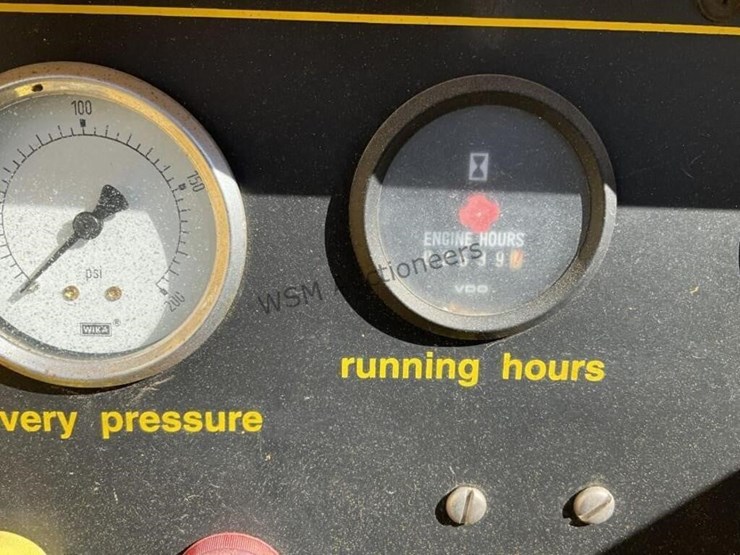 100
150
psi
200
WIKA
ENGINE HOURS
VDO
WSM
running hours
very pressure